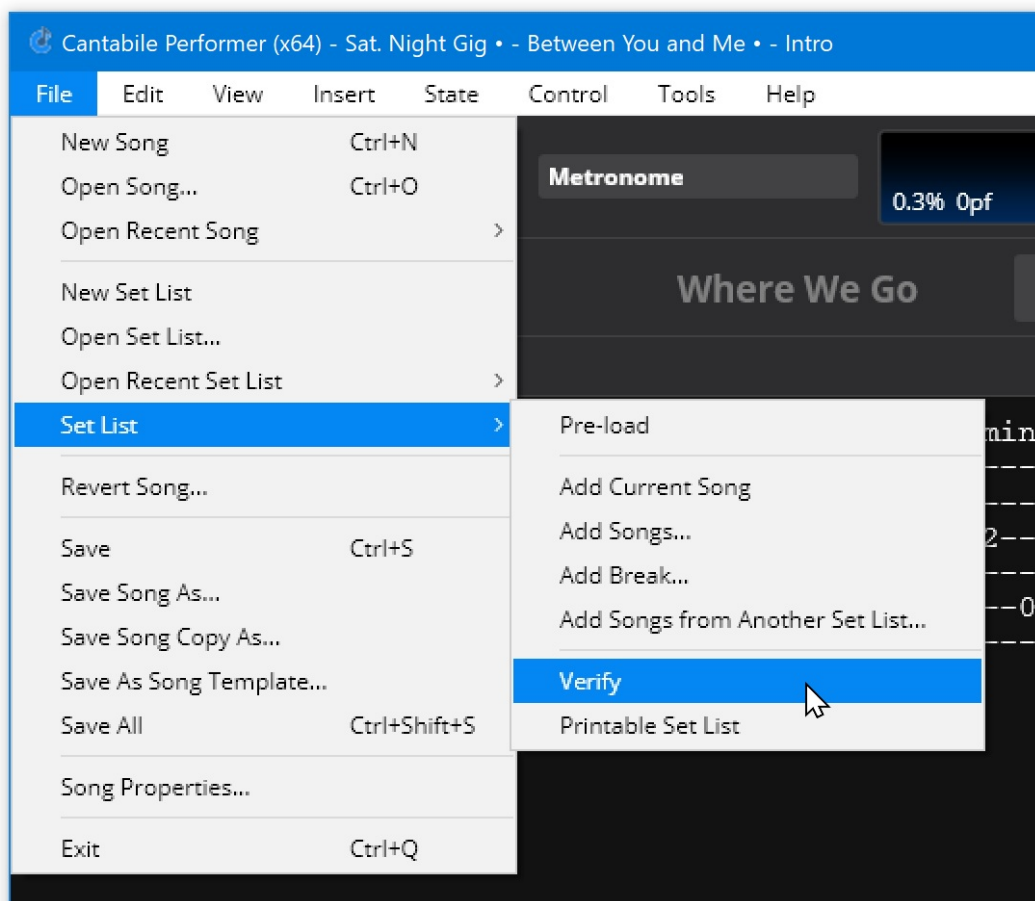 Cantabile Performer (x64) - Sat. Night Gig • - Between You and Me • - Intro
File Edit View Insert State Control Tools Help
New Song Ctrl+N
Open Song... Ctrl+O
Open Recent Song
New Set List
Open Set List...
Open Recent Set List
Set List
Revert Song...
Save Ctrl+S
Save Song As...
Save Song Copy As...
Save As Song Template...
Save All Ctrl+Shift+S
Song Properties...
Exit Ctrl+Q
Metronome
0.3% 0pf
Where We Go
Pre-load
Add Current Song
Add Songs...
Add Break...
Add Songs from Another Set List...
Verify
Printable Set List
min
---
---
2--
---
--0
---